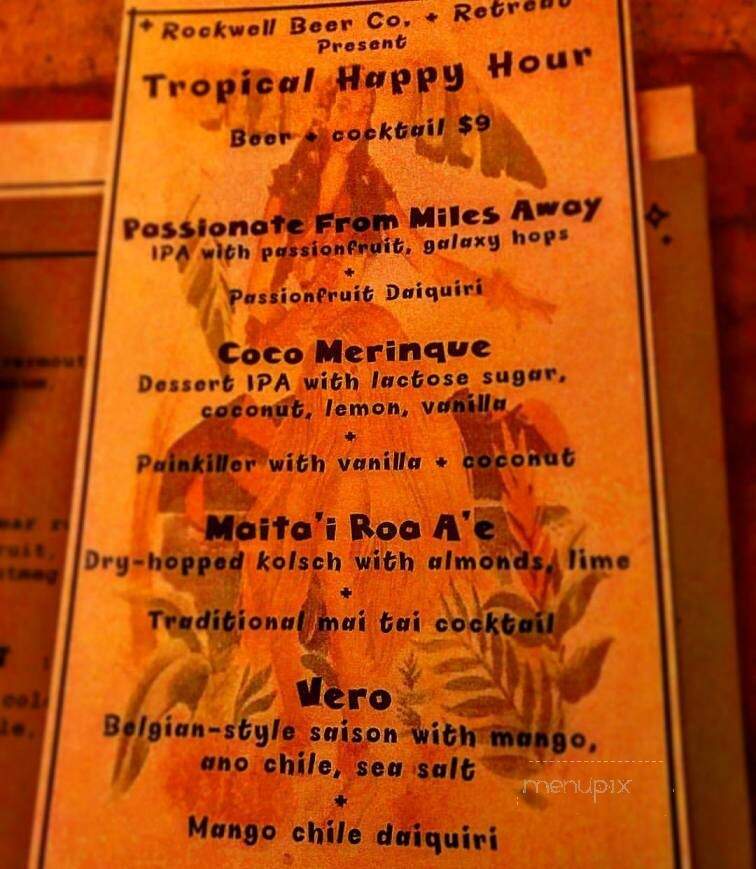 Rockwell Beer Co. + Retreat
Present
Tropical Happy Hour
Beer + cocktail $9
Passionate From Miles Away
IPA with passionfruit, galaxy hops
+
Passionfruit Daiquiri
Coco Merinque
Dessert IPA with lactose sugar,
coconut, lemon, vanilla
+
Painkiller with vanilla + coconut
Maita'i Roa A'e
Dry-hopped kolsch with almonds, lime
+
Traditional mai tai cocktail
Vero
Belgian-style saison with mango,
ano chile, sea salt
+
Mango chile daiquiri
menupix